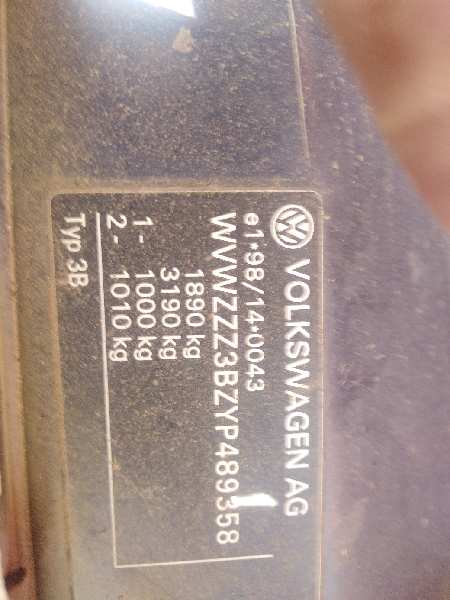 VOLKSWAGEN AG
e1*98/14*0043
WVWZZZ3BZYP489358
1890 kg
3190 kg
1- 1000 kg
2- 1010 kg
Typ 3B